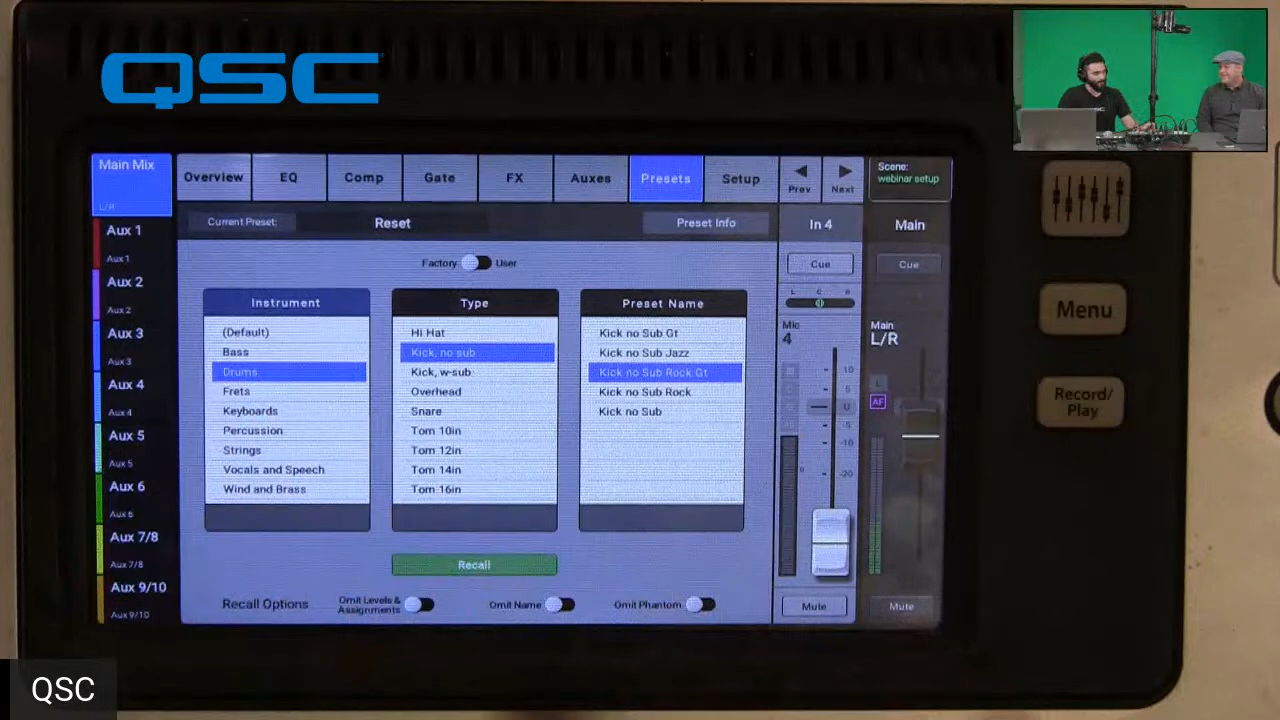 QSC
Main Mix
L/R
Overview
EQ
Comp
Gate
FX
Auxes
Presets
Setup
Prev
Next
Scene:
webinar setup
Current Preset:
Reset
Preset Info
In 4
Main
Aux 1
Aux 1
Aux 2
Aux 2
Aux 3
Aux 3
Aux 4
Aux 4
Aux 5
Aux 5
Aux 6
Aux 6
Aux 7/8
Aux 7/8
Aux 9/10
Aux 9/10
Factory
User
Instrument
(Default)
Bass
Drums
Frets
Keyboards
Percussion
Strings
Vocals and Speech
Wind and Brass
Type
Hi Hat
Kick, no sub
Kick, w-sub
Overhead
Snare
Tom 10in
Tom 12in
Tom 14in
Tom 16in
Preset Name
Kick no Sub Gt
Kick no Sub Jazz
Kick no Sub Rock Gt
Kick no Sub Rock
Kick no Sub
Recall
Recall Options
Omit Levels &
Assignments
Omit Name
Omit Phantom
Cue
Cue
L C R
Mic
4
Main
L/R
10
5
U
-5
-10
-20
0
L
AF
Mute
Mute
Menu
Record/
Play
QSC